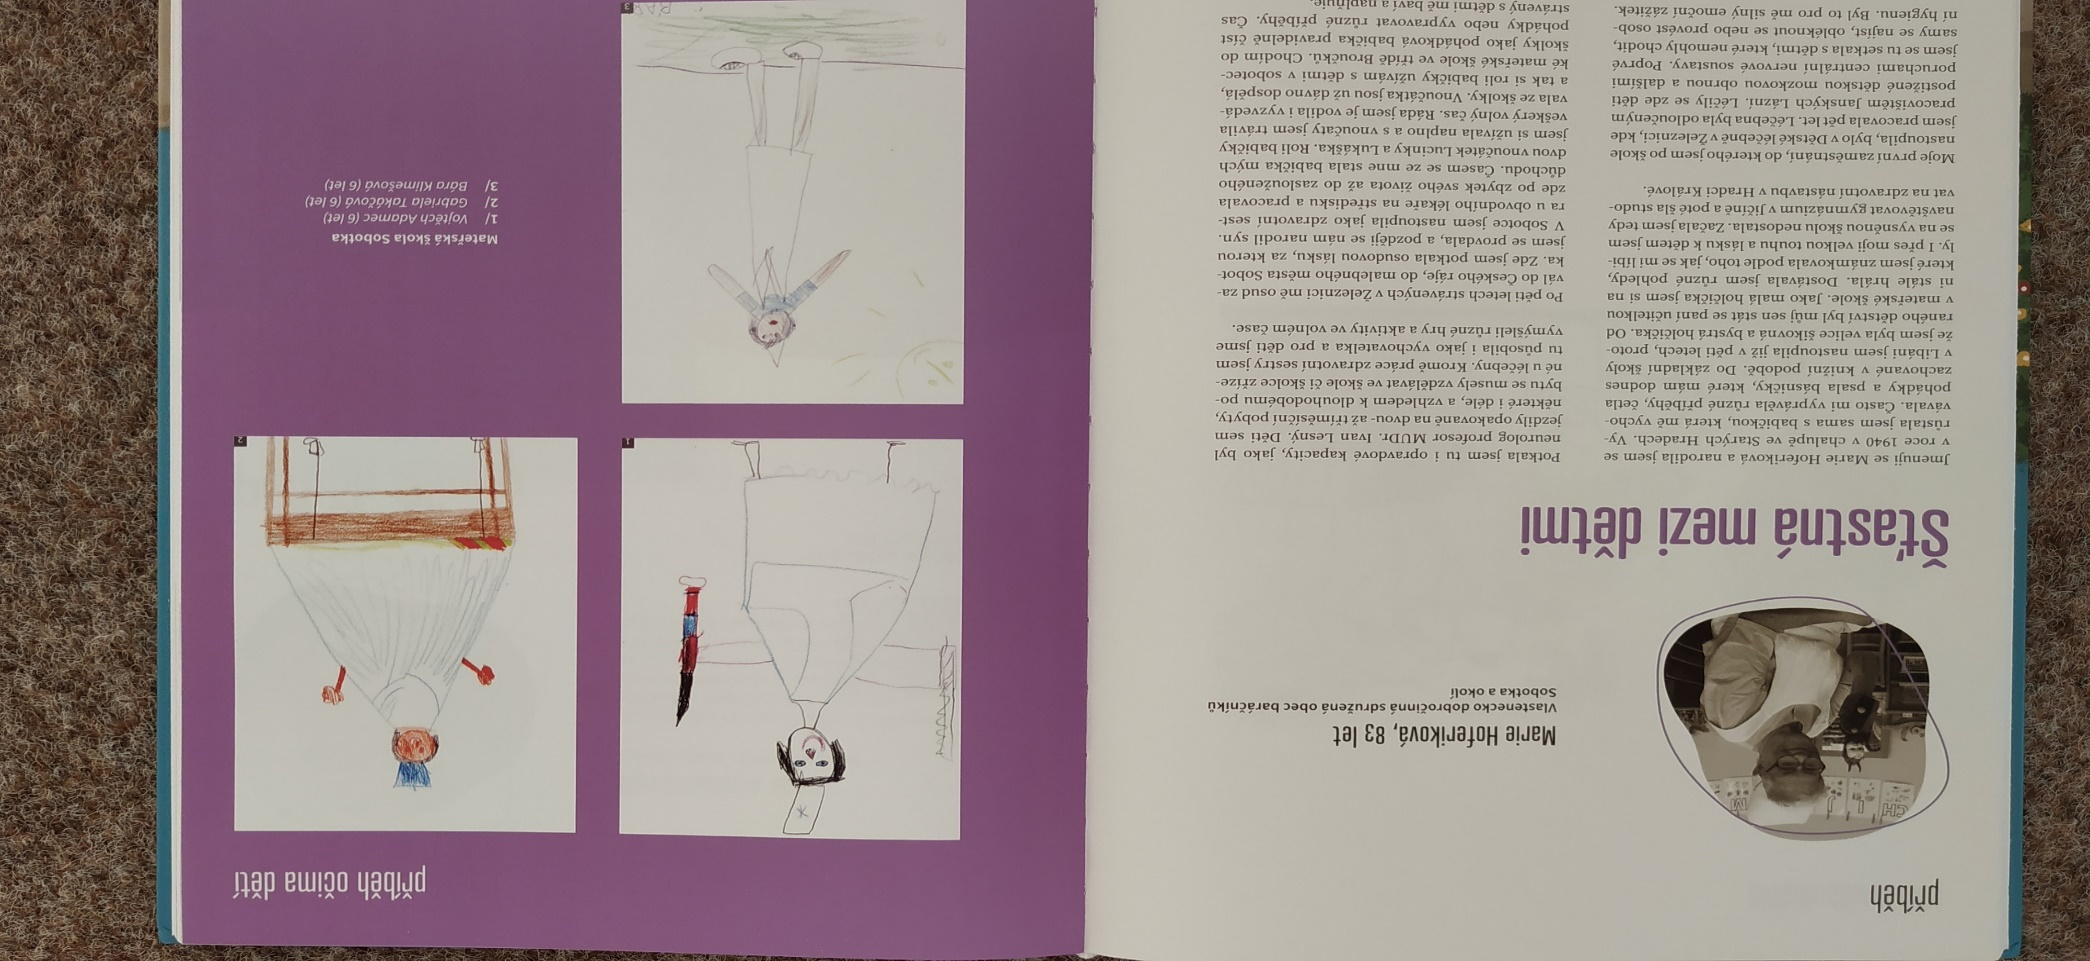 příběh
CH
I
J
M
Marie Hoferiková, 83 let
Vlastenecko dobročinná sdružená obec baráčníků
Sobotka a okolí
Šťastná mezi dětmi
Jmenuji se Marie Hoferiková a narodila jsem se
v roce 1940 v chalupě ve Starých Hradech. Vy-
růstala jsem sama s babičkou, která mě vycho-
vávala. Často mi vyprávěla různé příběhy, četla
pohádky a psala básničky, které mám dodnes
zachované v knižní podobě. Do základní školy
v Libáni jsem nastoupila již v pěti letech, proto-
že jsem byla velice šikovná a bystrá holčička. Od
raného dětství byl můj sen stát se paní učitelkou
v mateřské škole. Jako malá holčička jsem si na
ni stále hrála. Dostávala jsem různé pohledy,
které jsem známkovala podle toho, jak se mi líbi-
ly. I přes moji velkou touhu a lásku k dětem jsem
se na vysněnou školu nedostala. Začala jsem tedy
navštěvovat gymnázium v Jičíně a poté šla studo-
vat na zdravotní nástavbu v Hradci Králové.
Moje první zaměstnání, do kterého jsem po škole
nastoupila, bylo v Dětské léčebně v Železnici, kde
jsem pracovala pět let. Léčebna byla odloučeným
pracovištěm Janských Lázní. Léčily se zde děti
postižené dětskou mozkovou obrnou a dalšími
poruchami centrální nervové soustavy. Poprvé
jsem se tu setkala s dětmi, které nemohly chodit,
samy se najíst, obléknout se nebo provést osob-
ní hygienu. Byl to pro mě silný emoční zážitek.
Potkala jsem tu i opravdové kapacity, jako byl
neurolog profesor MUDr. Ivan Lesný. Děti sem
jezdily opakovaně na dvou- až tříměsíční pobyty,
některé i déle, a vzhledem k dlouhodobému po-
bytu se musely vzdělávat ve škole či školce zříze-
né u léčebny. Kromě práce zdravotní sestry jsem
tu působila i jako vychovatelka a pro děti jsme
vymýšleli různé hry a aktivity ve volném čase.
Po pěti letech strávených v Železnici mě osud za-
vál do Českého ráje, do malebného města Sobot-
ka. Zde jsem potkala osudovou lásku, za kterou
jsem se provdala, a později se nám narodil syn.
V Sobotce jsem nastoupila jako zdravotní sest-
ra u obvodního lékaře na středisku a pracovala
zde po zbytek svého života až do zaslouženého
důchodu. Časem se ze mne stala babička mých
dvou vnoučátek Lucinky a Lukáška. Roli babičky
jsem si užívala naplno a s vnoučaty jsem trávila
veškerý volný čas. Ráda jsem je vodila i vyzvedá-
vala ze školky. Vnoučátka jsou už dávno dospělá,
a tak si roli babičky užívám s dětmi v sobotec-
ké mateřské škole ve třídě Broučků. Chodím do
školky jako pohádková babička pravidelně číst
pohádky nebo vypravovat různé příběhy. Čas
strávený s dětmi mě baví a naplňuje.
příběh očima dětí
1
2
3
BÁRA
Mateřská škola Sobotka
1/ Vojtěch Adamec (6 let)
2/ Gabriela Takáčová (6 let)
3/ Bára Klimešová (6 let)